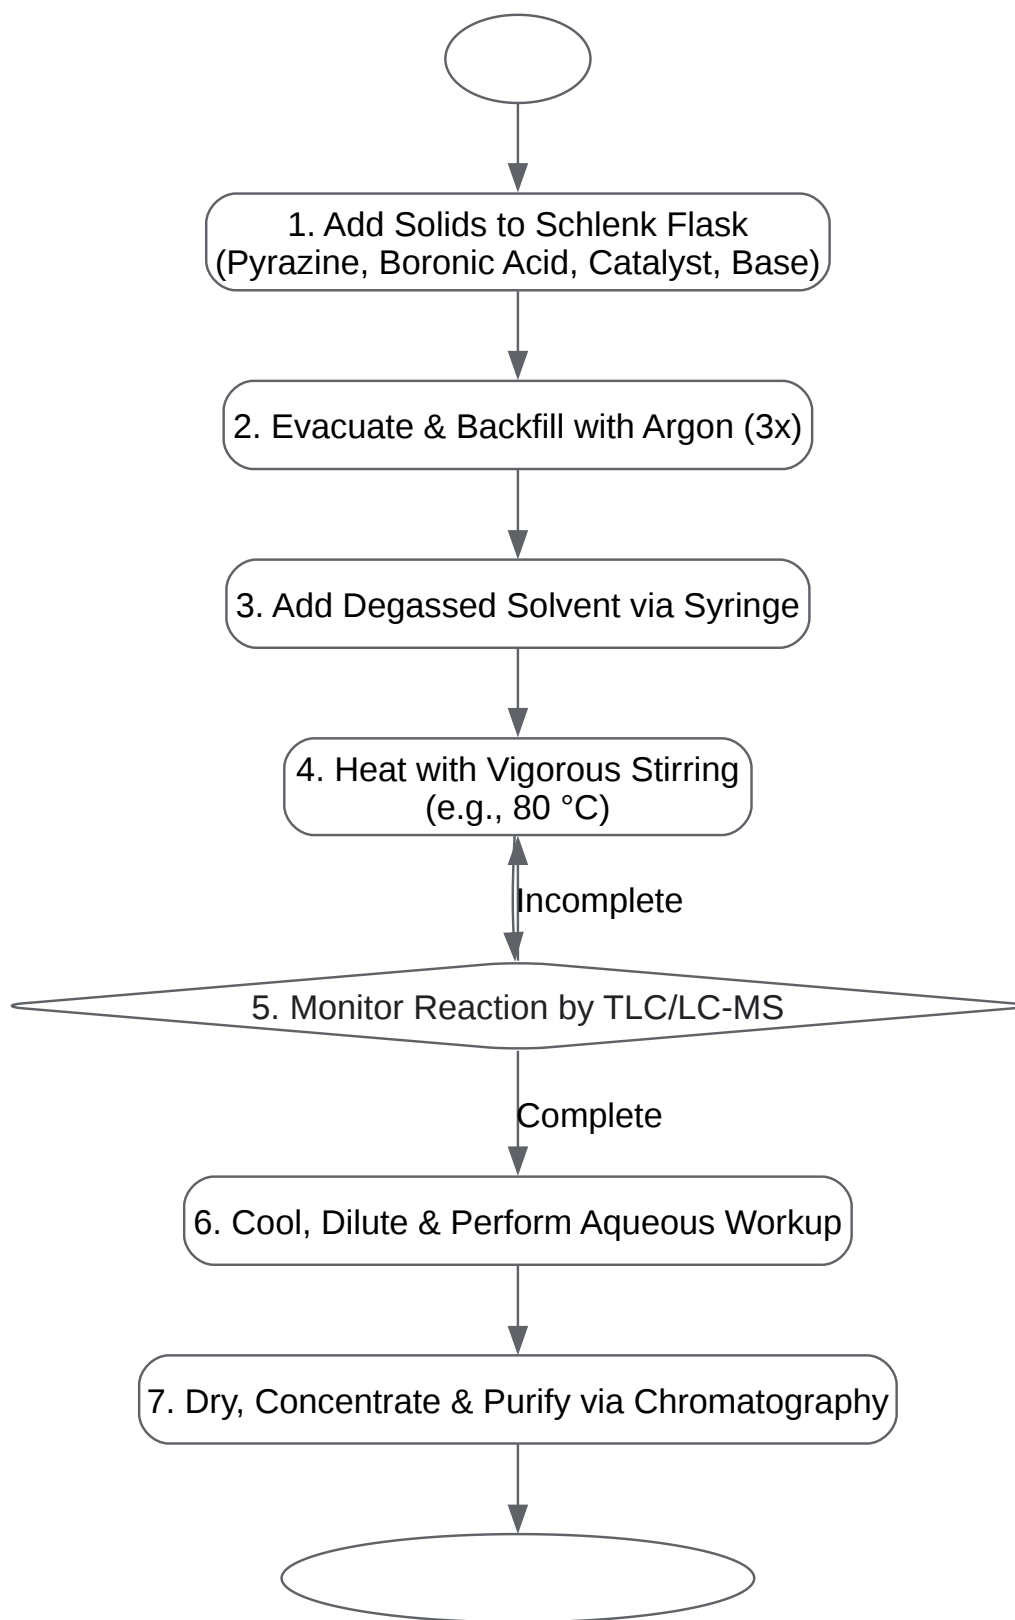 1. Add Solids to Schlenk Flask
(Pyrazine, Boronic Acid, Catalyst, Base)
2. Evacuate & Backfill with Argon (3x)
3. Add Degassed Solvent via Syringe
4. Heat with Vigorous Stirring
(e.g., 80 °C)
Incomplete
5. Monitor Reaction by TLC/LC-MS
Complete
6. Cool, Dilute & Perform Aqueous Workup
7. Dry, Concentrate & Purify via Chromatography